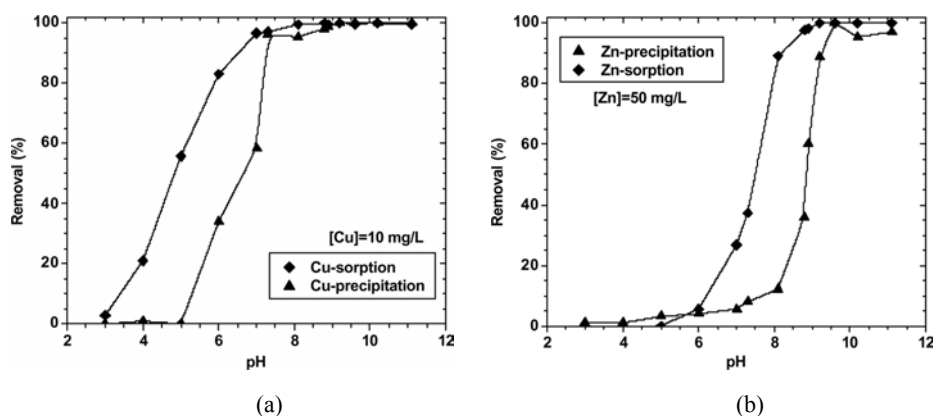 100
80
60
40
20
0
Removal (%)
[Cu]=10 mg/L
Cu-sorption
Cu-precipitation
2 4 6 8 10 12
pH
(a)
100
80
60
40
20
0
Removal (%)
Zn-precipitation
Zn-sorption
[Zn]=50 mg/L
2 4 6 8 10 12
pH
(b)